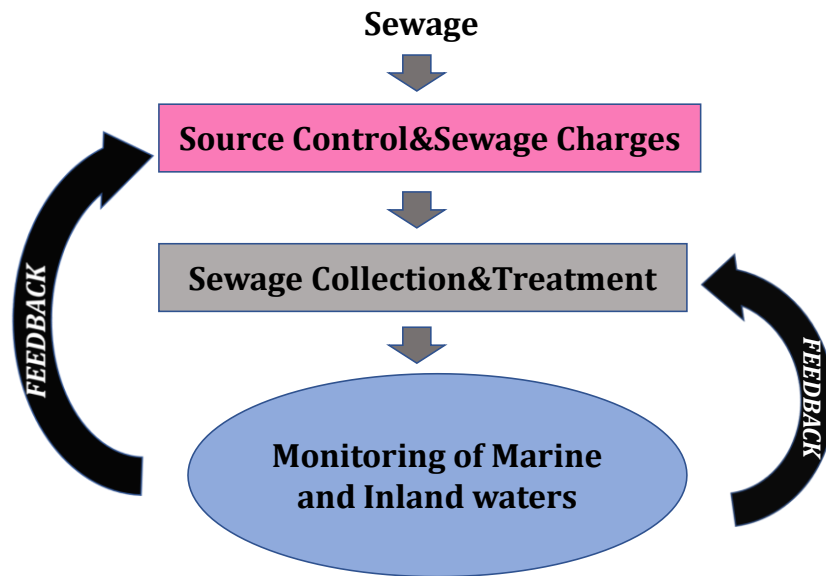 Sewage
Source Control&Sewage Charges
Sewage Collection&Treatment
FEEDBACK
FEEDBACK
Monitoring of Marine
and Inland waters